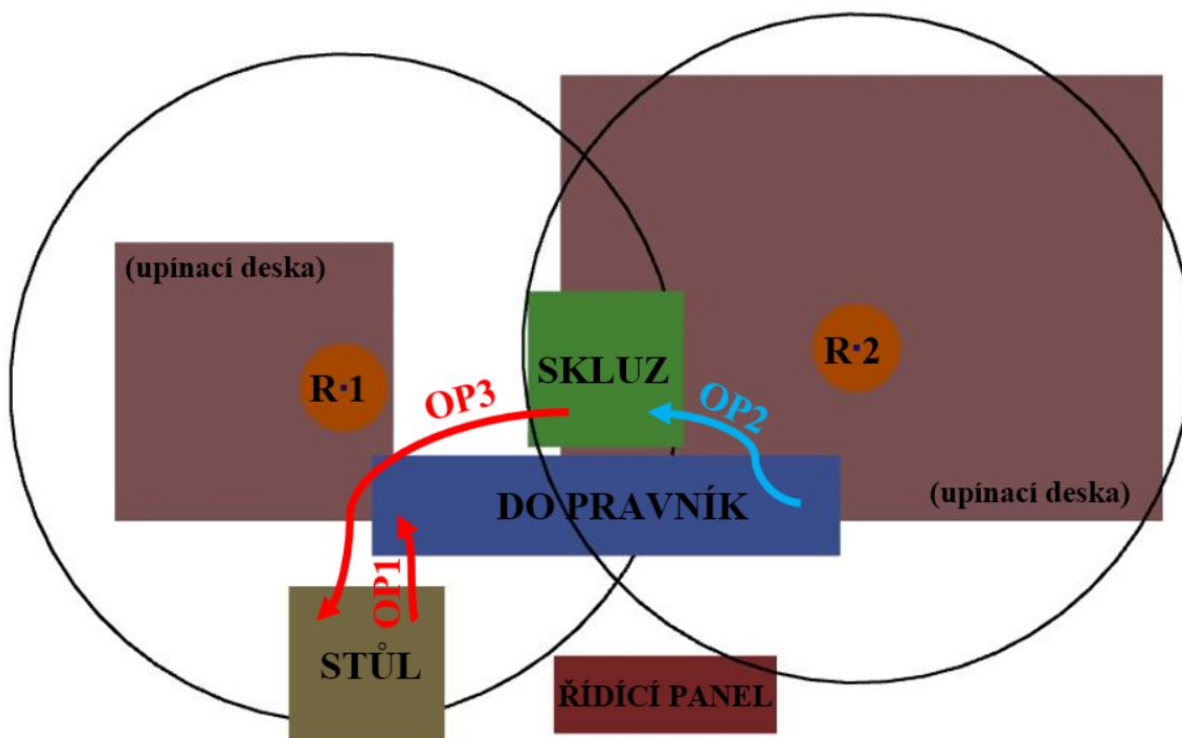 (upínací deska)
R·1
R·2
SKLUZ
OP3
OP2
(upínací deska)
DO PRAVNÍK
OP1
STŮL
ŘÍDÍCÍ PANEL